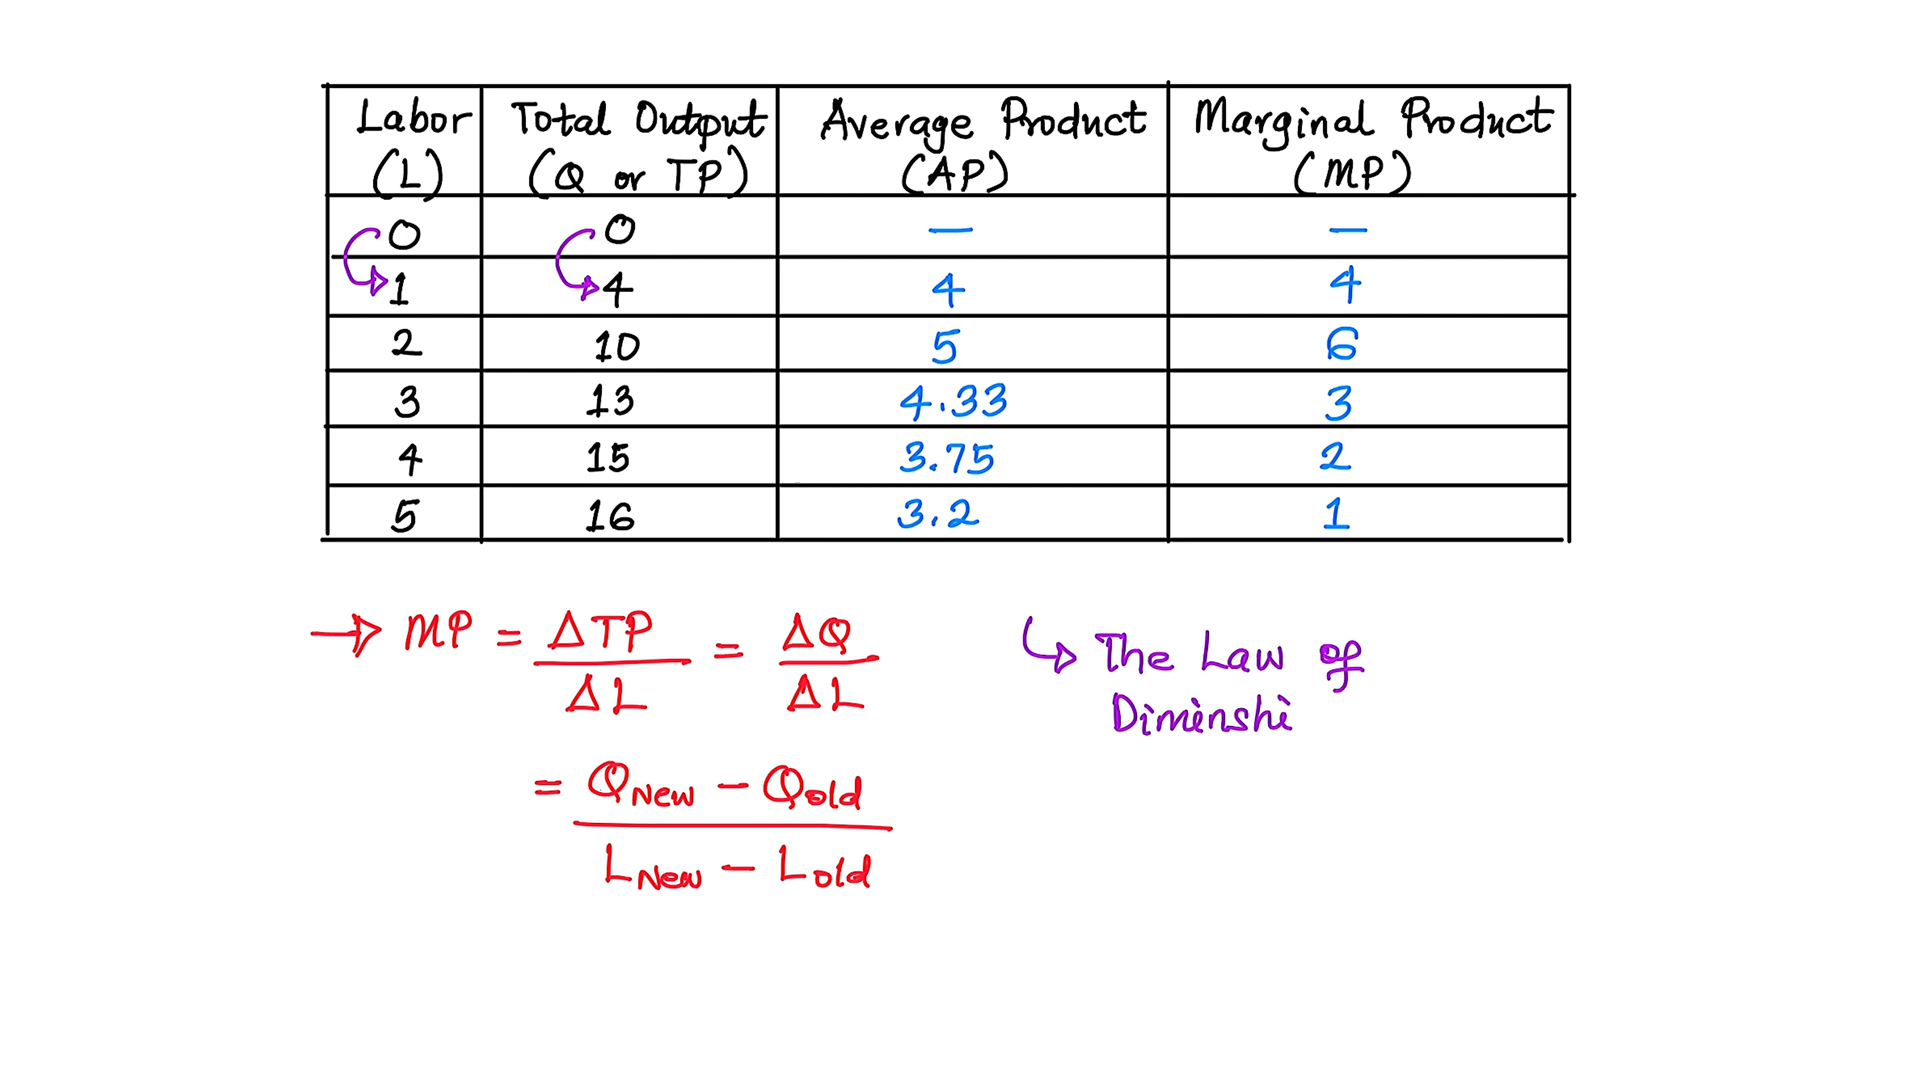 Labor (L) | Total Output (Q or TP) | Average Product (AP) | Marginal Product (MP)
0 | 0 | — | —
1 | 4 | 4 | 4
2 | 10 | 5 | 6
3 | 13 | 4.33 | 3
4 | 15 | 3.75 | 2
5 | 16 | 3.2 | 1
→ MP = ΔTP/ΔL = ΔQ/ΔL
= QNew − Qold / LNew − Lold
↳ The Law of
Diminshi